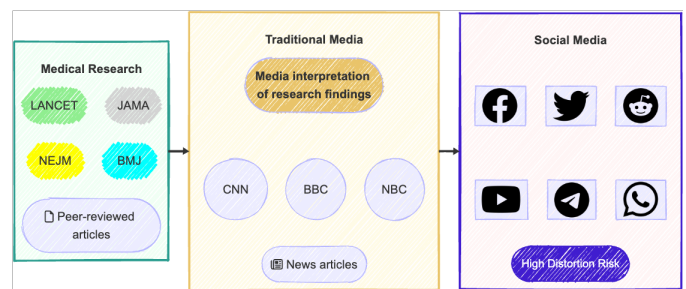 Medical Research
LANCET
JAMA
NEJM
BMJ
Peer-reviewed
articles
Traditional Media
Media interpretation
of research findings
CNN
BBC
NBC
News articles
Social Media
High Distortion Risk